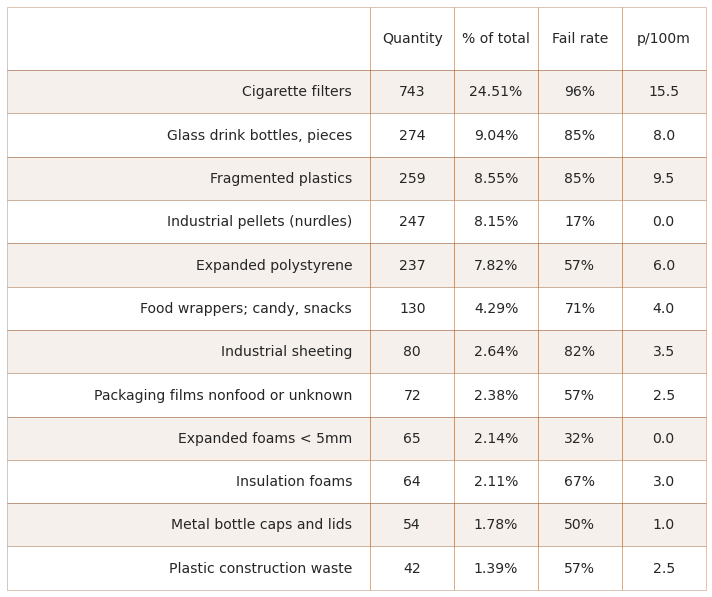 Quantity % of total Fail rate p/100m
Cigarette filters 743 24.51% 96% 15.5
Glass drink bottles, pieces 274 9.04% 85% 8.0
Fragmented plastics 259 8.55% 85% 9.5
Industrial pellets (nurdles) 247 8.15% 17% 0.0
Expanded polystyrene 237 7.82% 57% 6.0
Food wrappers; candy, snacks 130 4.29% 71% 4.0
Industrial sheeting 80 2.64% 82% 3.5
Packaging films nonfood or unknown 72 2.38% 57% 2.5
Expanded foams < 5mm 65 2.14% 32% 0.0
Insulation foams 64 2.11% 67% 3.0
Metal bottle caps and lids 54 1.78% 50% 1.0
Plastic construction waste 42 1.39% 57% 2.5